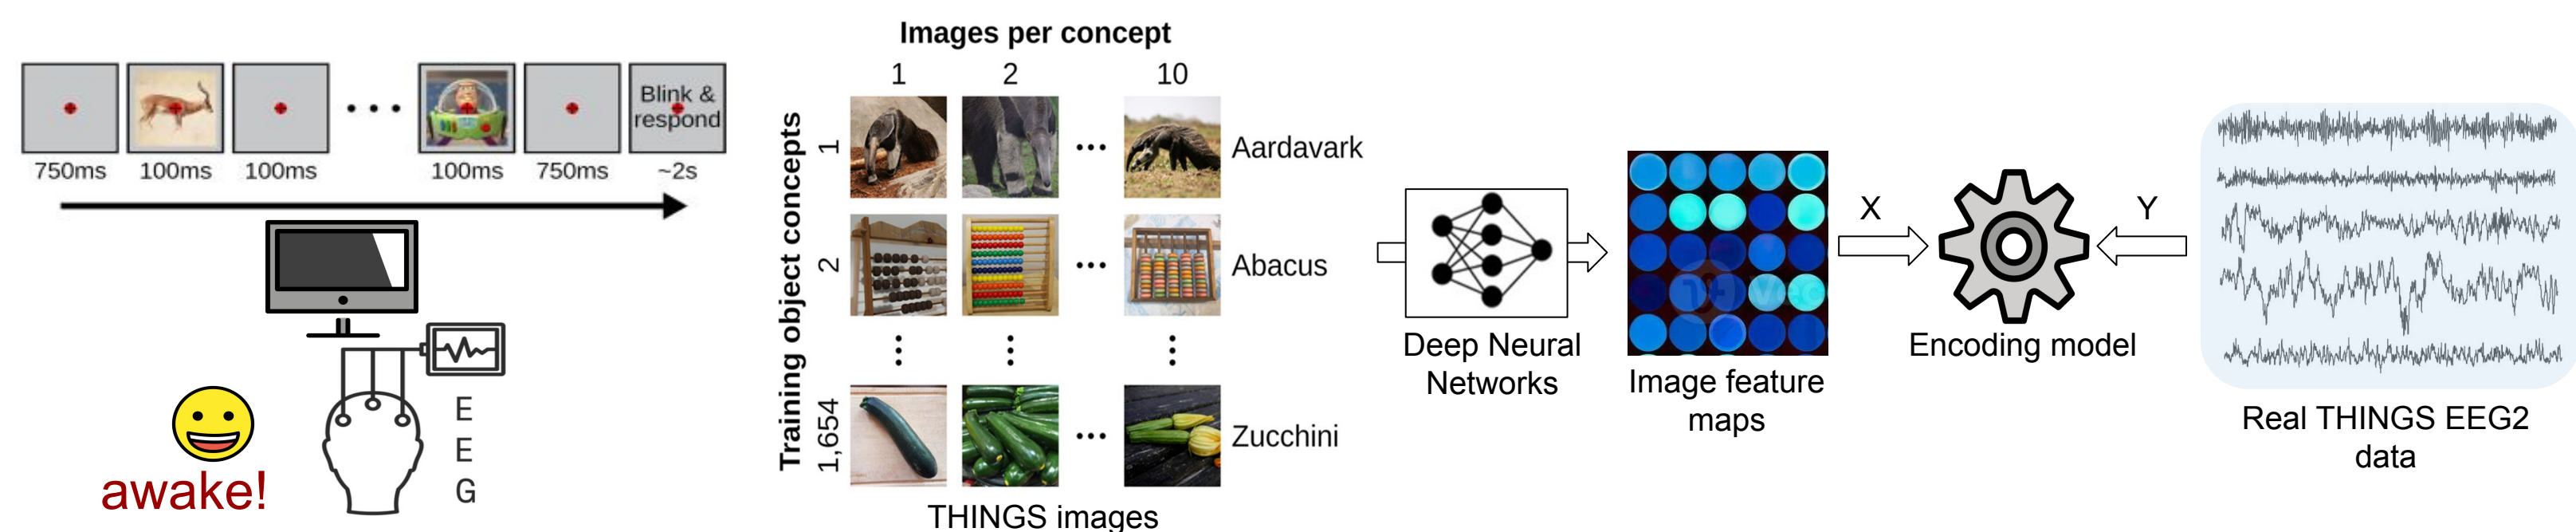 Blink &
respond
750ms
100ms
100ms
100ms
750ms
~2s
E
E
G
awake!
Images per concept
1
2
10
Training object concepts
1
2
1,654
Aardavark
Abacus
Zucchini
THINGS images
Deep Neural
Networks
Image feature
maps
X
Encoding model
Y
Real THINGS EEG2
data